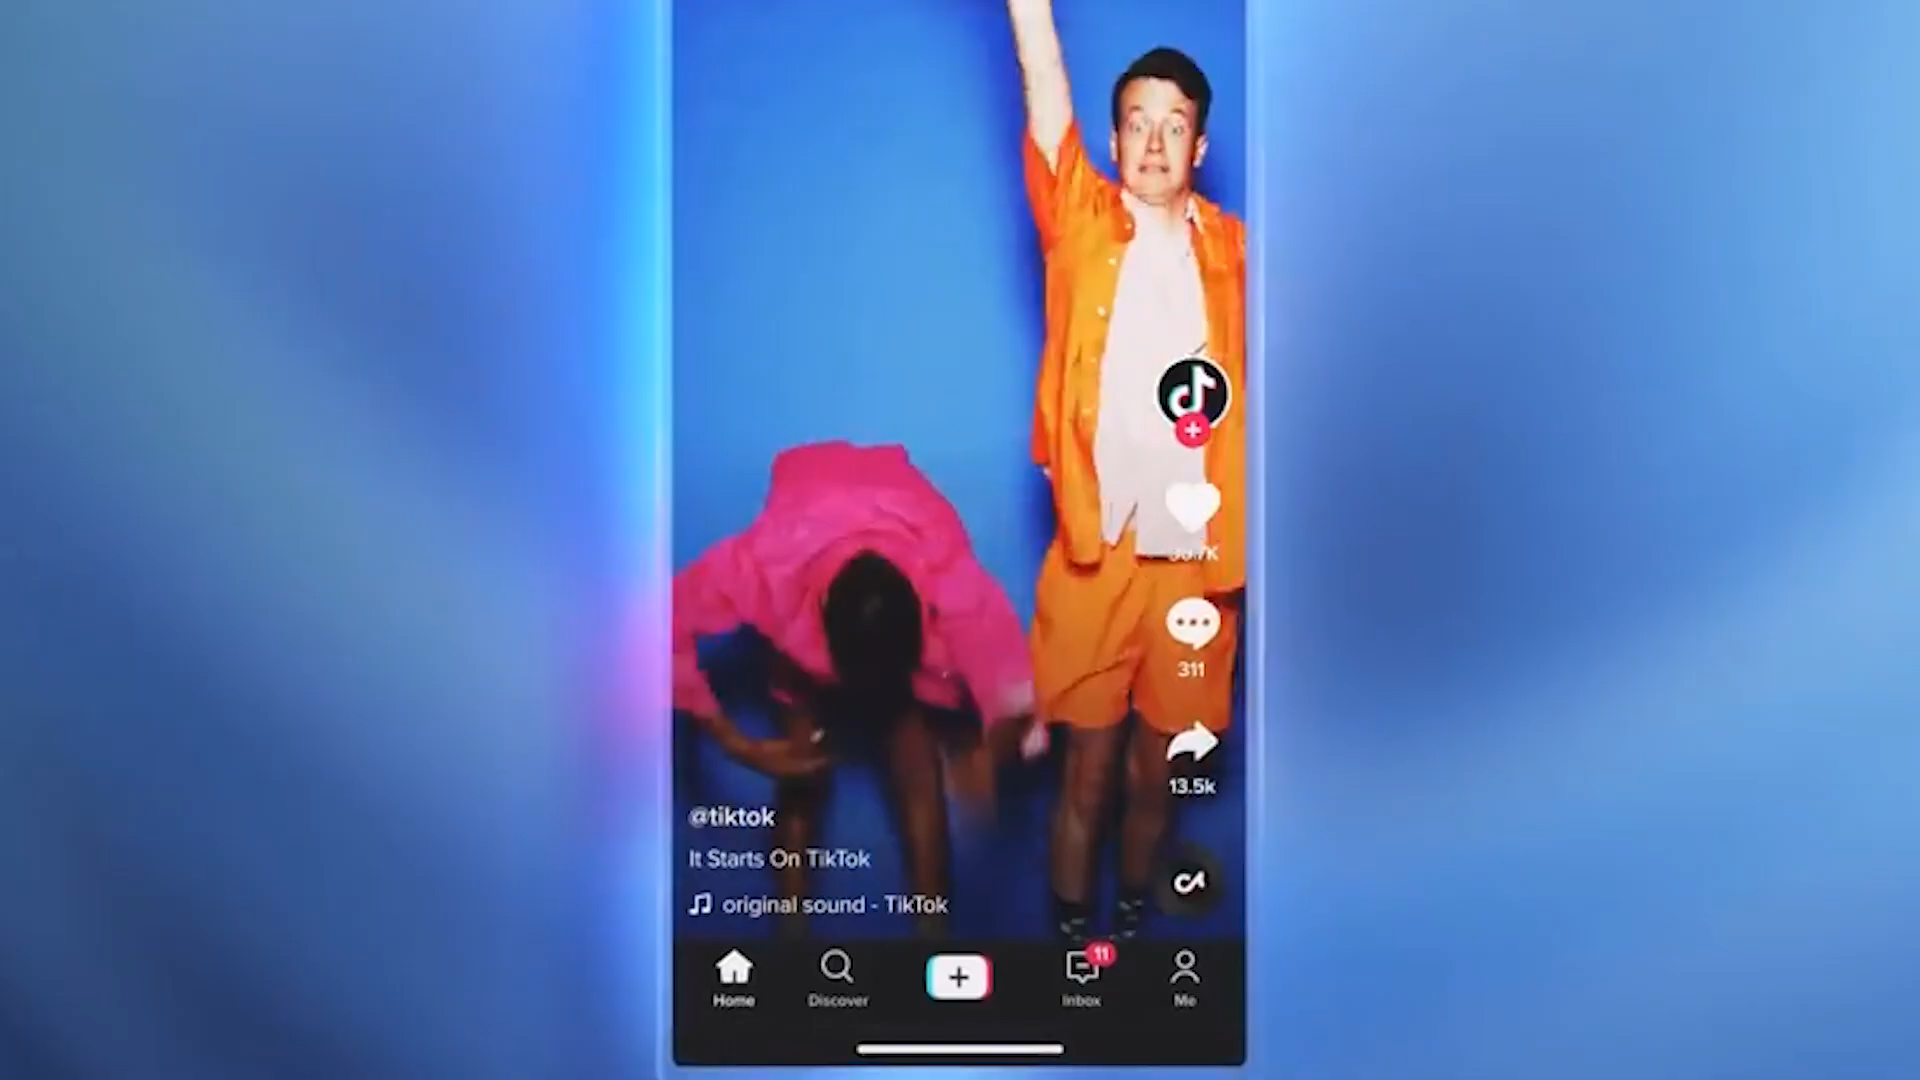 311
13.5k
@tiktok
It Starts On TikTok
original sound - TikTok
11
Home
Discover
Inbox
Me